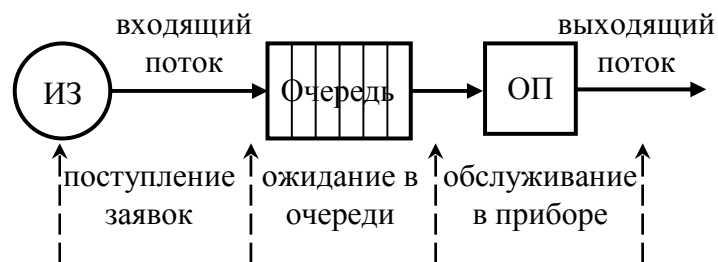 входящий
поток
выходящий
поток
ИЗ
Очередь
ОП
поступление
заявок
ожидание в
очереди
обслуживание
в приборе